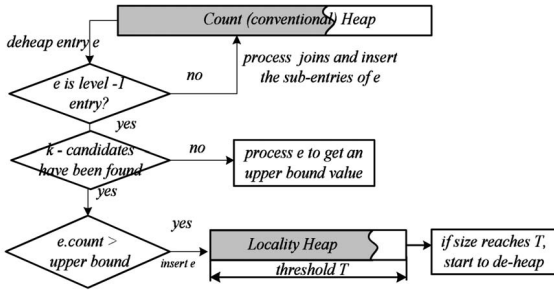 Count (conventional) Heap
deheap entry e
no
process joins and insert
the sub-entries of e
e is level -1
entry?
yes
k - candidates
have been found
no
process e to get an
upper bound value
yes
e.count >
upper bound
yes
insert e
Locality Heap
threshold T
if size reaches T,
start to de-heap